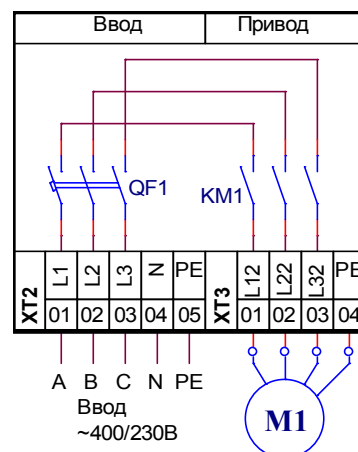 Ввод Привод
QF1 KM1
XT2 L1 L2 L3 N PE XT3 L12 L22 L32 PE
01 02 03 04 05 01 02 03 04
A B C N PE
Ввод
~400/230В
M1